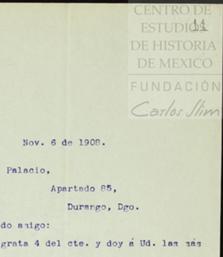 CENTRO DE
ESTUDIOS
DE HISTORIA
DE MEXICO
FUNDACIÓN
Carlos Slim
11
Nov. 6 de 1908.
Palacio,
Apartado 85,
Durango, Dgo.
do amigo:
grata 4 del cte. y doy á Ud. las más